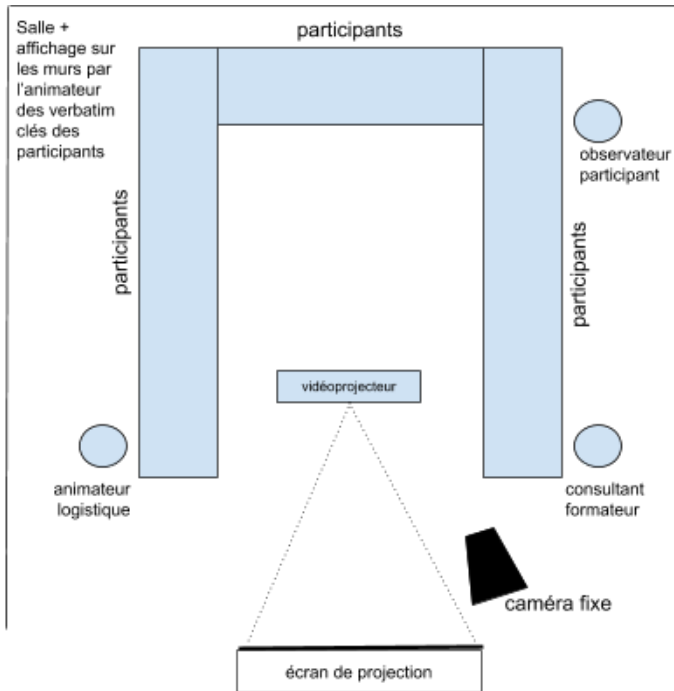 Salle +
affichage sur
les murs par
l'animateur
des verbatim
clés des
participants
participants
observateur
participant
participants
participants
vidéoprojecteur
animateur
logistique
consultant
formateur
caméra fixe
écran de projection